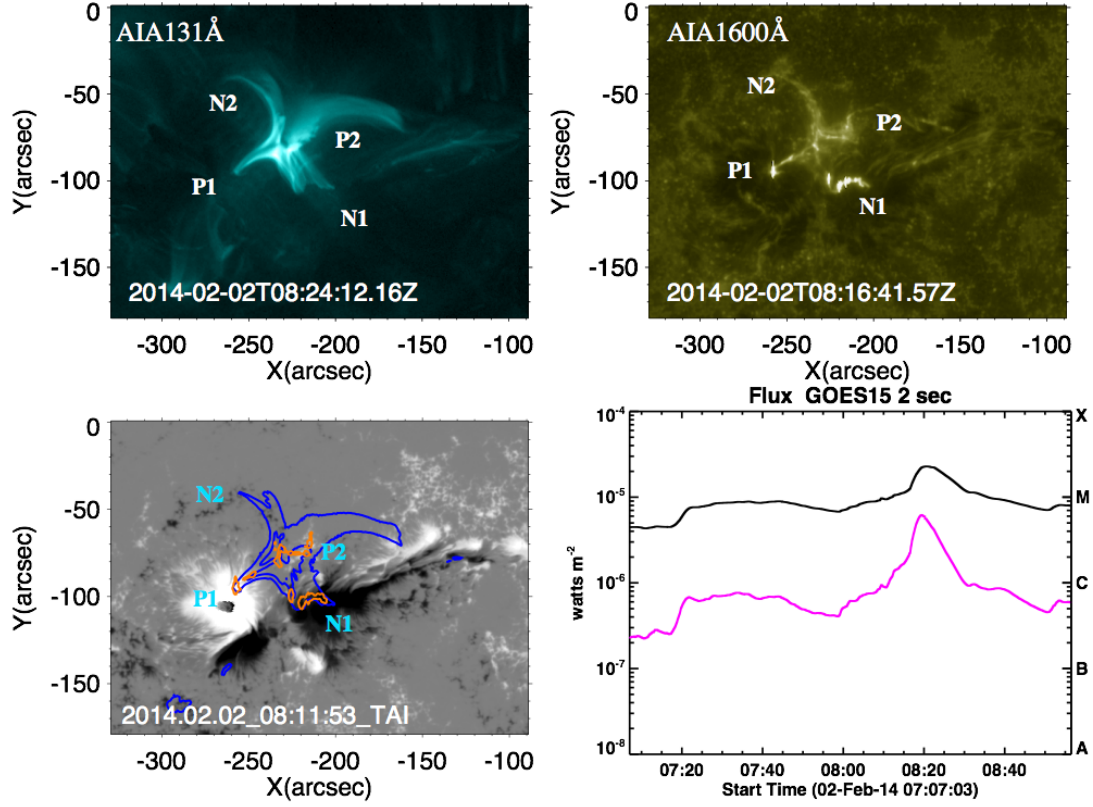 AIA131Å
N2
P2
P1
N1
2014-02-02T08:24:12.16Z
0
-50
-100
-150
Y(arcsec)
-300
-250
-200
-150
-100
X(arcsec)
AIA1600Å
N2
P2
P1
N1
2014-02-02T08:16:41.57Z
0
-50
-100
-150
Y(arcsec)
-300
-250
-200
-150
-100
X(arcsec)
N2
P2
P1
N1
2014.02.02_08:11:53_TAI
0
-50
-100
-150
Y(arcsec)
-300
-250
-200
-150
-100
X(arcsec)
Flux GOES15 2 sec
10⁻⁴
10⁻⁵
10⁻⁶
10⁻⁷
10⁻⁸
watts m⁻²
X
M
C
B
A
07:20
07:40
08:00
08:20
08:40
Start Time (02-Feb-14 07:07:03)